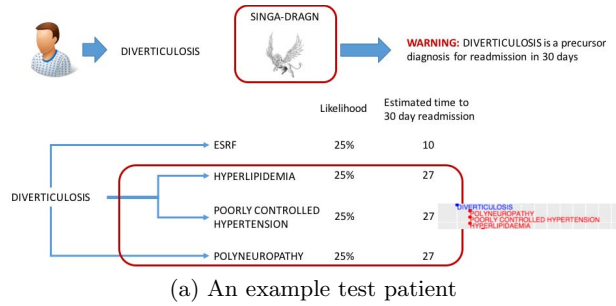 SINGA-DRAGN
DIVERTICULOSIS
WARNING: DIVERTICULOSIS is a precursor
diagnosis for readmission in 30 days
Likelihood
Estimated time to
30 day readmission
ESRF 25% 10
HYPERLIPIDEMIA 25% 27
DIVERTICULOSIS
POORLY CONTROLLED
HYPERTENSION 25% 27
POLYNEUROPATHY 25% 27
DIVERTICULOSIS
POLYNEUROPATHY
POORLY CONTROLLED HYPERTENSION
HYPERLIPIDAEMIA
(a) An example test patient